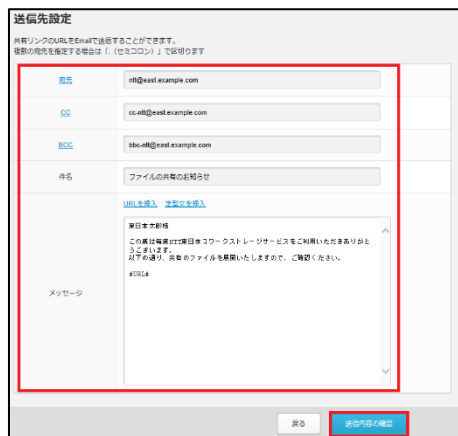 送信先設定
共有リンクのURLをEmailで送信することができます。
複数の宛先を指定する場合は「;（セミコロン）」で区切ります
宛先
ntt@east.example.com
CC
cc-ntt@east.example.com
BCC
bbc-ntt@east.example.com
件名
ファイルの共有のお知らせ
URLを挿入 定型文を挿入
東日本太郎様
この度は毎度NTT東日本コワークストレージサービスをご利用いただきありがと
うございます。
以下の通り、共有のファイルを展開いたしますので、ご確認ください。
#URL#
メッセージ
戻る 送信内容の確認